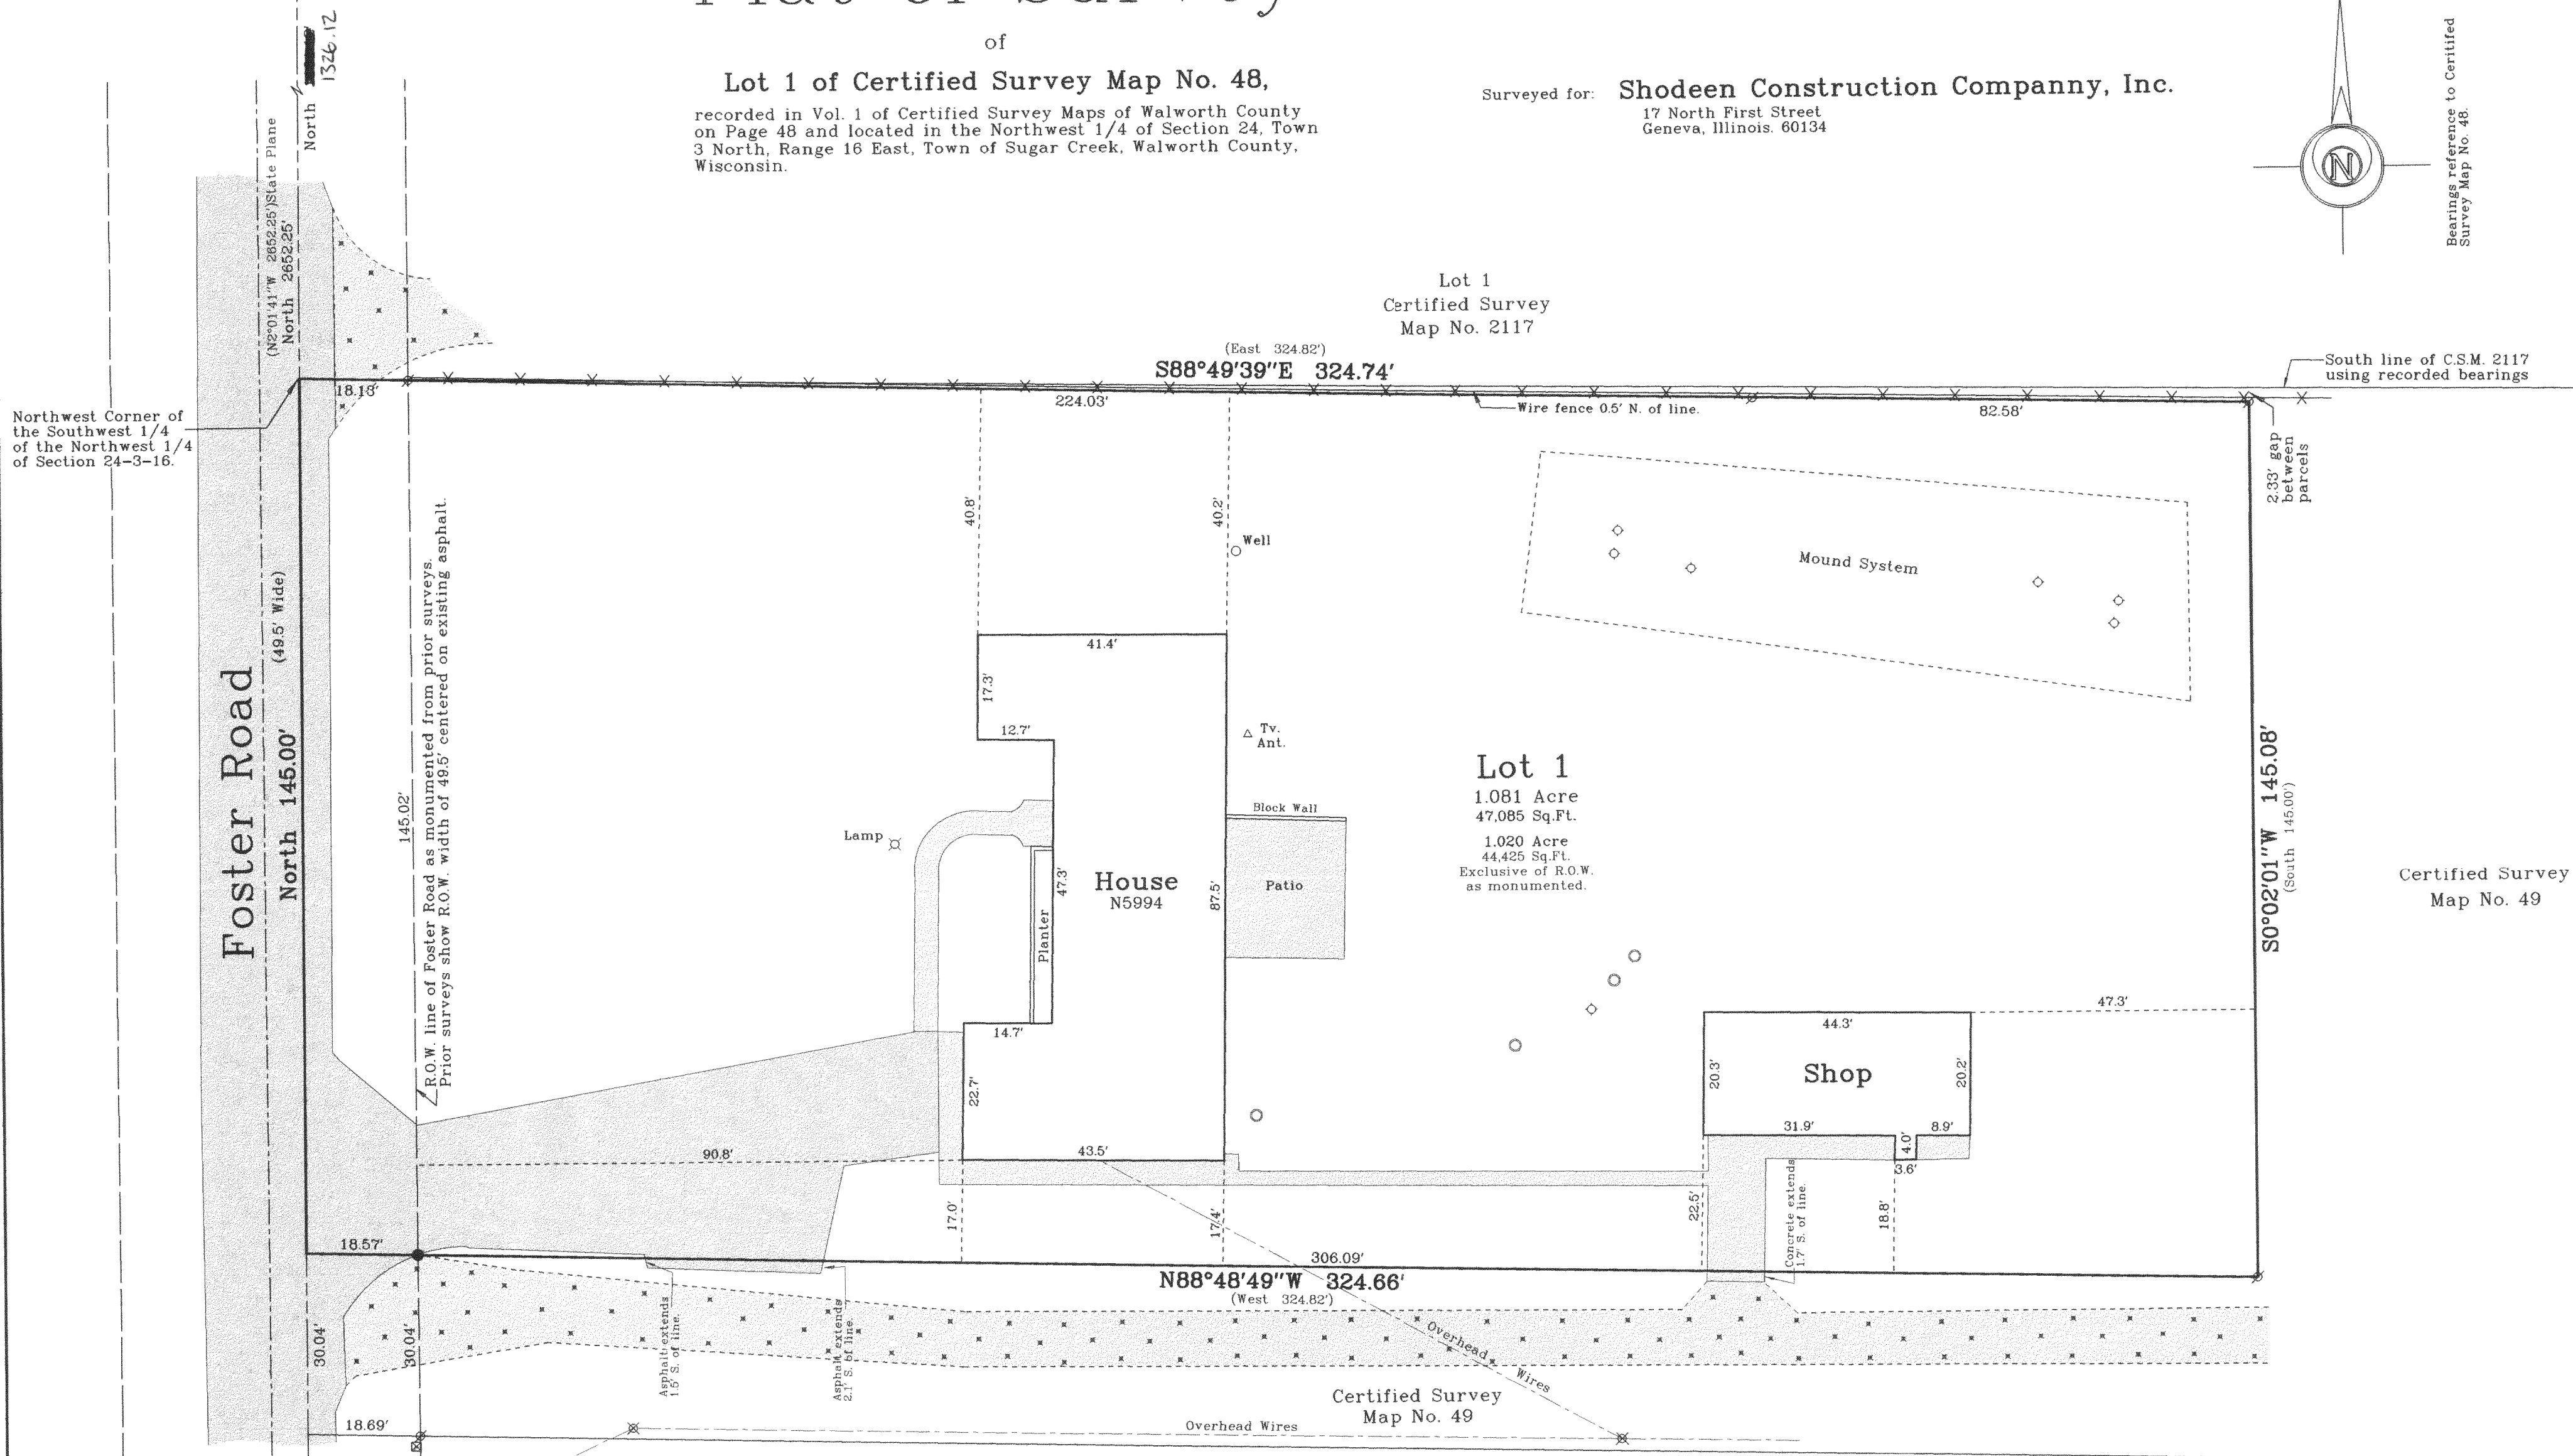 Plat of Survey
of
Lot 1 of Certified Survey Map No. 48,
recorded in Vol. 1 of Certified Survey Maps of Walworth County
on Page 48 and located in the Northwest 1/4 of Section 24, Town
3 North, Range 16 East, Town of Sugar Creek, Walworth County,
Wisconsin.
Surveyed for: Shodeen Construction Companny, Inc.
17 North First Street
Geneva, Illinois. 60134
N
Bearings reference to Ceritifed
Survey Map No. 48.
North
1326.12
(N2°01'41"W 2652.25')State Plane
North 2652.25'
Lot 1
Certified Survey
Map No. 2117
(East 324.82')
S88°49'39"E 324.74'
South line of C.S.M. 2117
using recorded bearings
18.18'
224.03'
Wire fence 0.5' N. of line.
82.58'
Northwest Corner of
the Southwest 1/4
of the Northwest 1/4
of Section 24-3-16.
2.33' gap
between
parcels
40.8'
40.2'
Well
Mound System
Foster Road
(49.5' Wide)
North 145.00'
145.02'
R.O.W. line of Foster Road as monumented from prior surveys.
Prior surveys show R.O.W. width of 49.5' centered on existing asphalt.
41.4'
17.3'
12.7'
Tv.
Ant.
Lot 1
1.081 Acre
47,085 Sq.Ft.
1.020 Acre
44,425 Sq.Ft.
Exclusive of R.O.W.
as monumented.
S0°02'01"W 145.08'
(South 145.00')
Lamp
Block Wall
House
N5994
47.3'
87.5'
Patio
Planter
Certified Survey
Map No. 49
14.7'
22.7'
47.3'
44.3'
20.3'
Shop
20.2'
31.9'
4.0'
8.9'
3.6'
90.8'
43.5'
17.0'
17.4'
22.5'
Concrete extends
1.7' S. of line.
18.8'
18.57'
306.09'
N88°48'49"W 324.66'
(West 324.82')
30.04'
30.04'
Asphalt extends
1.5' S. of line.
Asphalt extends
2.1' S. of line.
Overhead Wires
Certified Survey
Map No. 49
18.69'
Overhead Wires